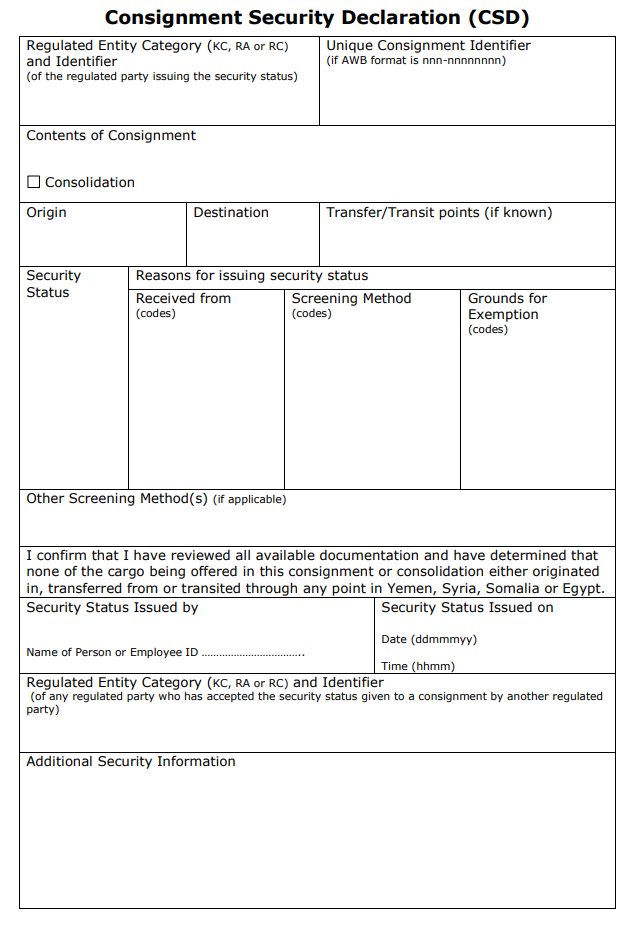 Consignment Security Declaration (CSD)
Regulated Entity Category (KC, RA or RC)
and Identifier
(of the regulated party issuing the security status)
Unique Consignment Identifier
(if AWB format is nnn-nnnnnnnn)
Contents of Consignment
Consolidation
Origin
Destination
Transfer/Transit points (if known)
Security
Status
Reasons for issuing security status
Received from
(codes)
Screening Method
(codes)
Grounds for
Exemption
(codes)
Other Screening Method(s) (if applicable)
I confirm that I have reviewed all available documentation and have determined that
none of the cargo being offered in this consignment or consolidation either originated
in, transferred from or transited through any point in Yemen, Syria, Somalia or Egypt.
Security Status Issued by
Name of Person or Employee ID ……………………………..
Security Status Issued on
Date (ddmmmyy)
Time (hhmm)
Regulated Entity Category (KC, RA or RC) and Identifier
(of any regulated party who has accepted the security status given to a consignment by another regulated
party)
Additional Security Information